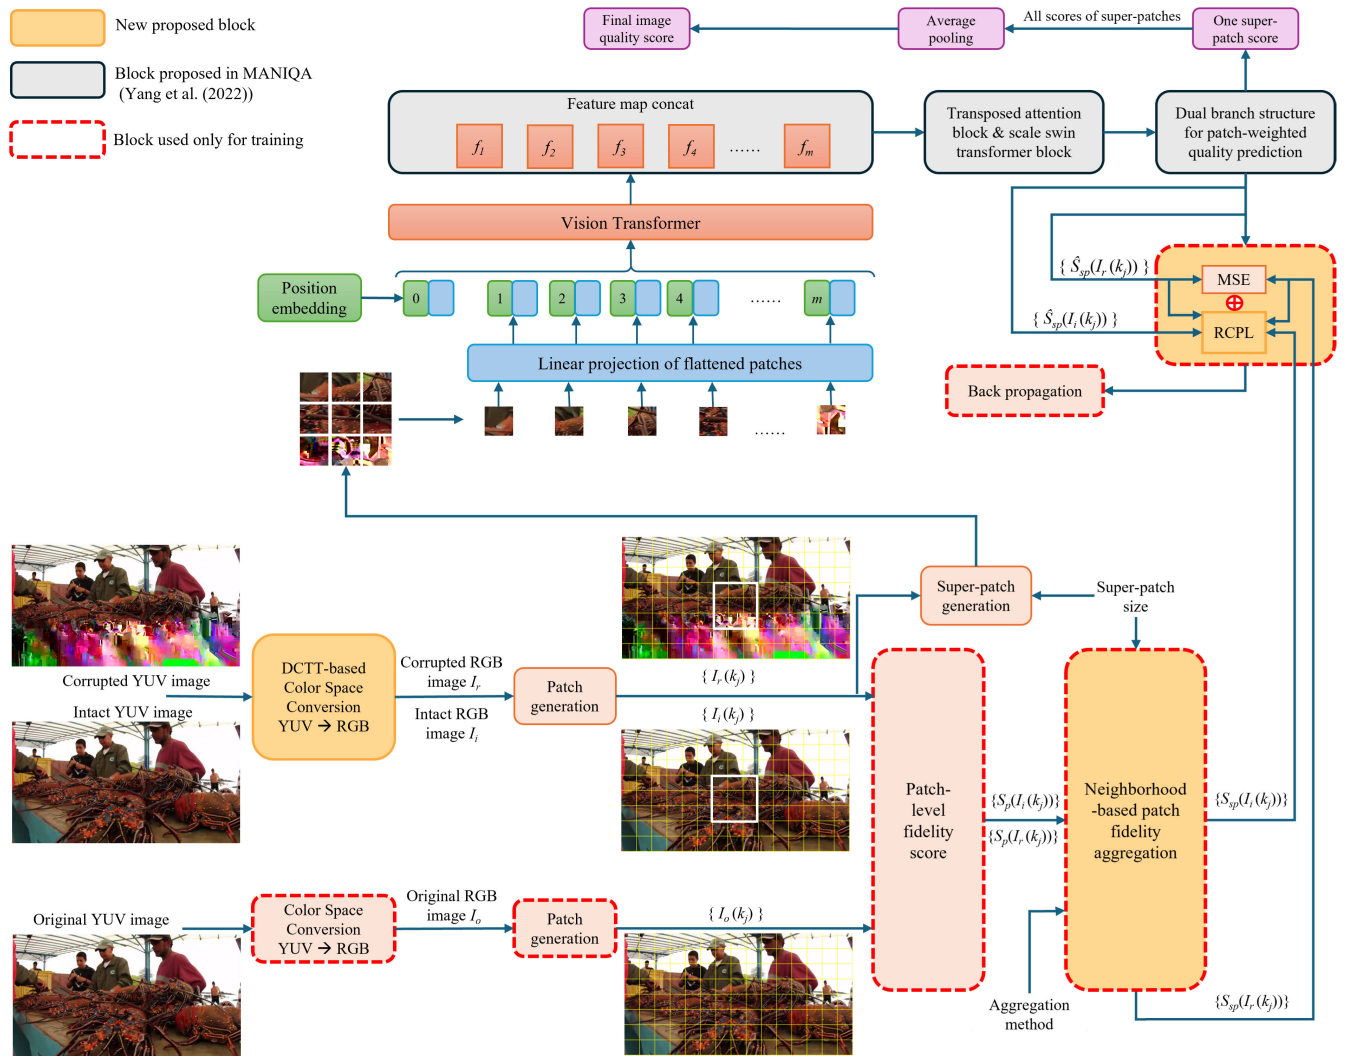 New proposed block
Block proposed in MANIQA
(Yang et al. (2022))
Block used only for training
Final image
quality score
Average
pooling
All scores of super-patches
One super-
patch score
Feature map concat
f1 f2 f3 f4 ...... fm
Transposed attention
block & scale swin
transformer block
Dual branch structure
for patch-weighted
quality prediction
Vision Transformer
Position
embedding
0 1 2 3 4 ...... m
Linear projection of flattened patches
......
{ Ŝsp(Ir (kj)) }
{ Ŝsp(Ii (kj)) }
MSE
⊕
RCPL
Back propagation
Super-patch
generation
Super-patch
size
Corrupted YUV image
Intact YUV image
DCTT-based
Color Space
Conversion
YUV → RGB
Corrupted RGB
image Ir
Intact RGB
image Ii
Patch
generation
{ Ir (kj) }
{ Ii (kj) }
Patch-
level
fidelity
score
{Sp(Ii (kj))}
{Sp(Ir (kj))}
Neighborhood
-based patch
fidelity
aggregation
{Ssp(Ii (kj))}
Original YUV image
Color Space
Conversion
YUV → RGB
Original RGB
image Io
Patch
generation
{ Io (kj) }
Aggregation
method
{Ssp(Ir (kj))}